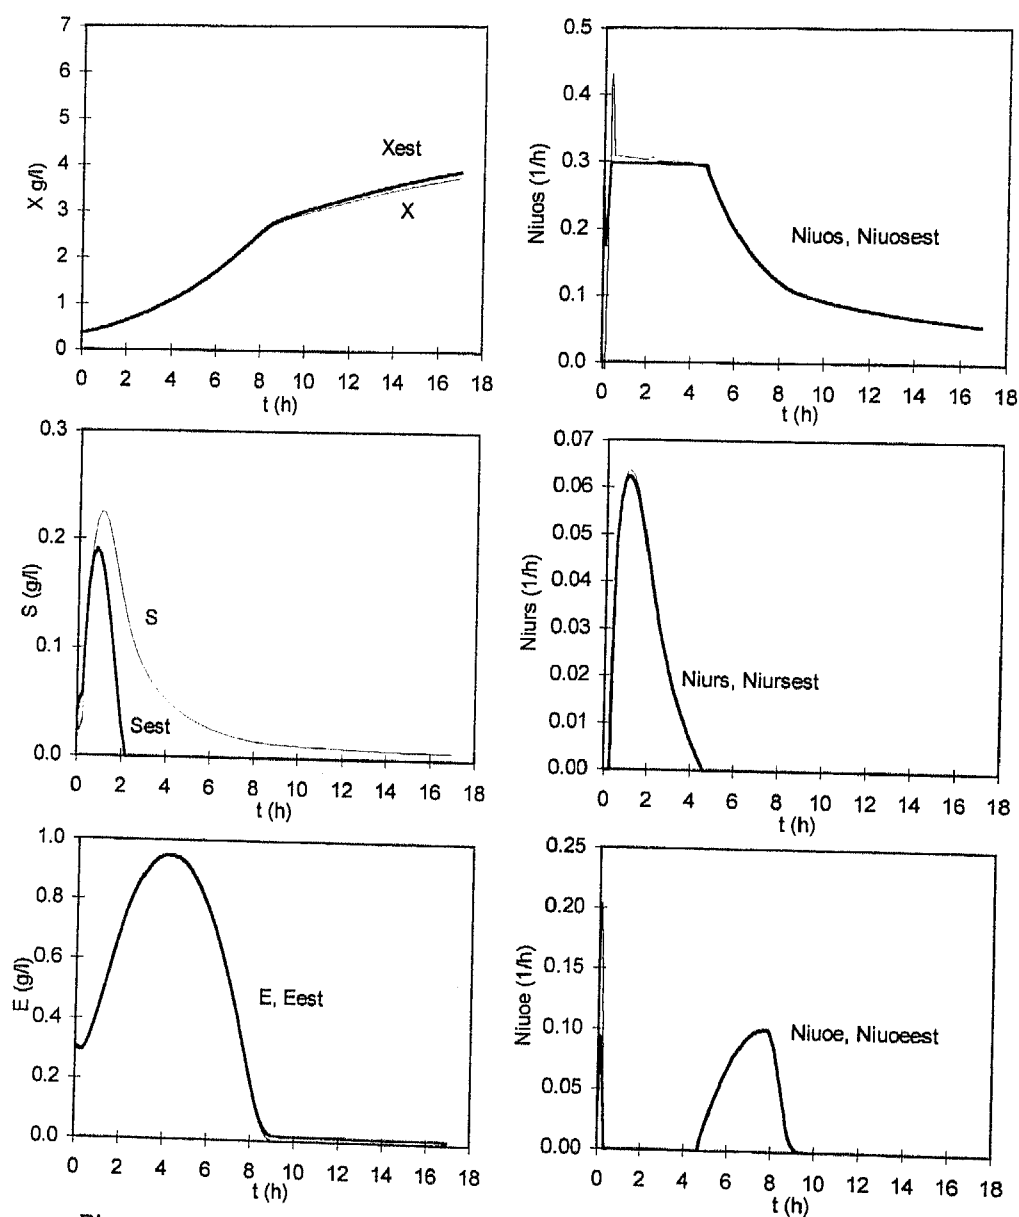 7
6
5
4
3
2
1
0
X g/l
Xest
X
0 2 4 6 8 10 12 14 16 18
t (h)
0.5
0.4
0.3
0.2
0.1
0.0
Niuos (1/h)
Niuos, Niuosest
0 2 4 6 8 10 12 14 16 18
t (h)
0.3
0.2
0.1
0.0
S (g/l)
S
Sest
0 2 4 6 8 10 12 14 16 18
t (h)
0.07
0.06
0.05
0.04
0.03
0.02
0.01
0.00
Niurs (1/h)
Niurs, Niursest
0 2 4 6 8 10 12 14 16 18
t (h)
1.0
0.8
0.6
0.4
0.2
0.0
E (g/l)
E, Eest
0 2 4 6 8 10 12 14 16 18
t (h)
0.25
0.20
0.15
0.10
0.05
0.00
Niuoe (1/h)
Niuoe, Niuoeest
0 2 4 6 8 10 12 14 16 18
t (h)